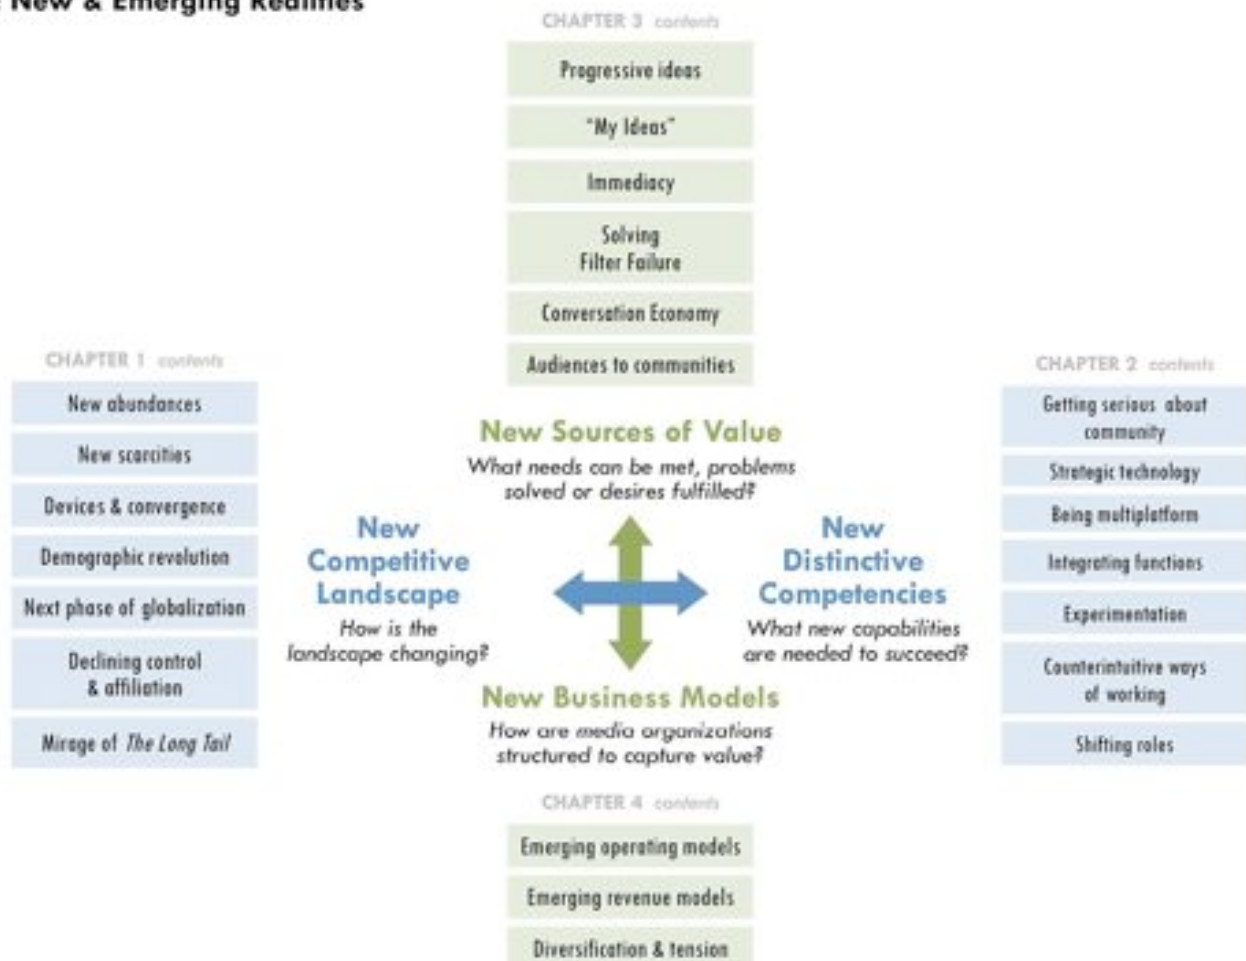 New & Emerging Realities
CHAPTER 3 contents
Progressive ideas
"My Ideas"
Immediacy
Solving
Filter Failure
Conversation Economy
Audiences to communities
CHAPTER 1 contents
New abundances
New scarcities
Devices & convergence
Demographic revolution
Next phase of globalization
Declining control
& affiliation
Mirage of The Long Tail
New Sources of Value
What needs can be met, problems
solved or desires fulfilled?
New
Competitive
Landscape
How is the
landscape changing?
New
Distinctive
Competencies
What new capabilities
are needed to succeed?
New Business Models
How are media organizations
structured to capture value?
CHAPTER 2 contents
Getting serious about
community
Strategic technology
Being multiplatform
Integrating functions
Experimentation
Counterintuitive ways
of working
Shifting roles
CHAPTER 4 contents
Emerging operating models
Emerging revenue models
Diversification & tension